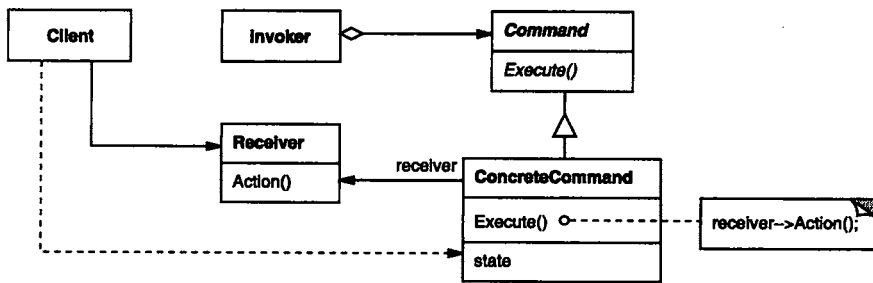 Client
Invoker
Command
Execute()
Receiver
Action()
receiver
ConcreteCommand
Execute()
state
receiver->Action();